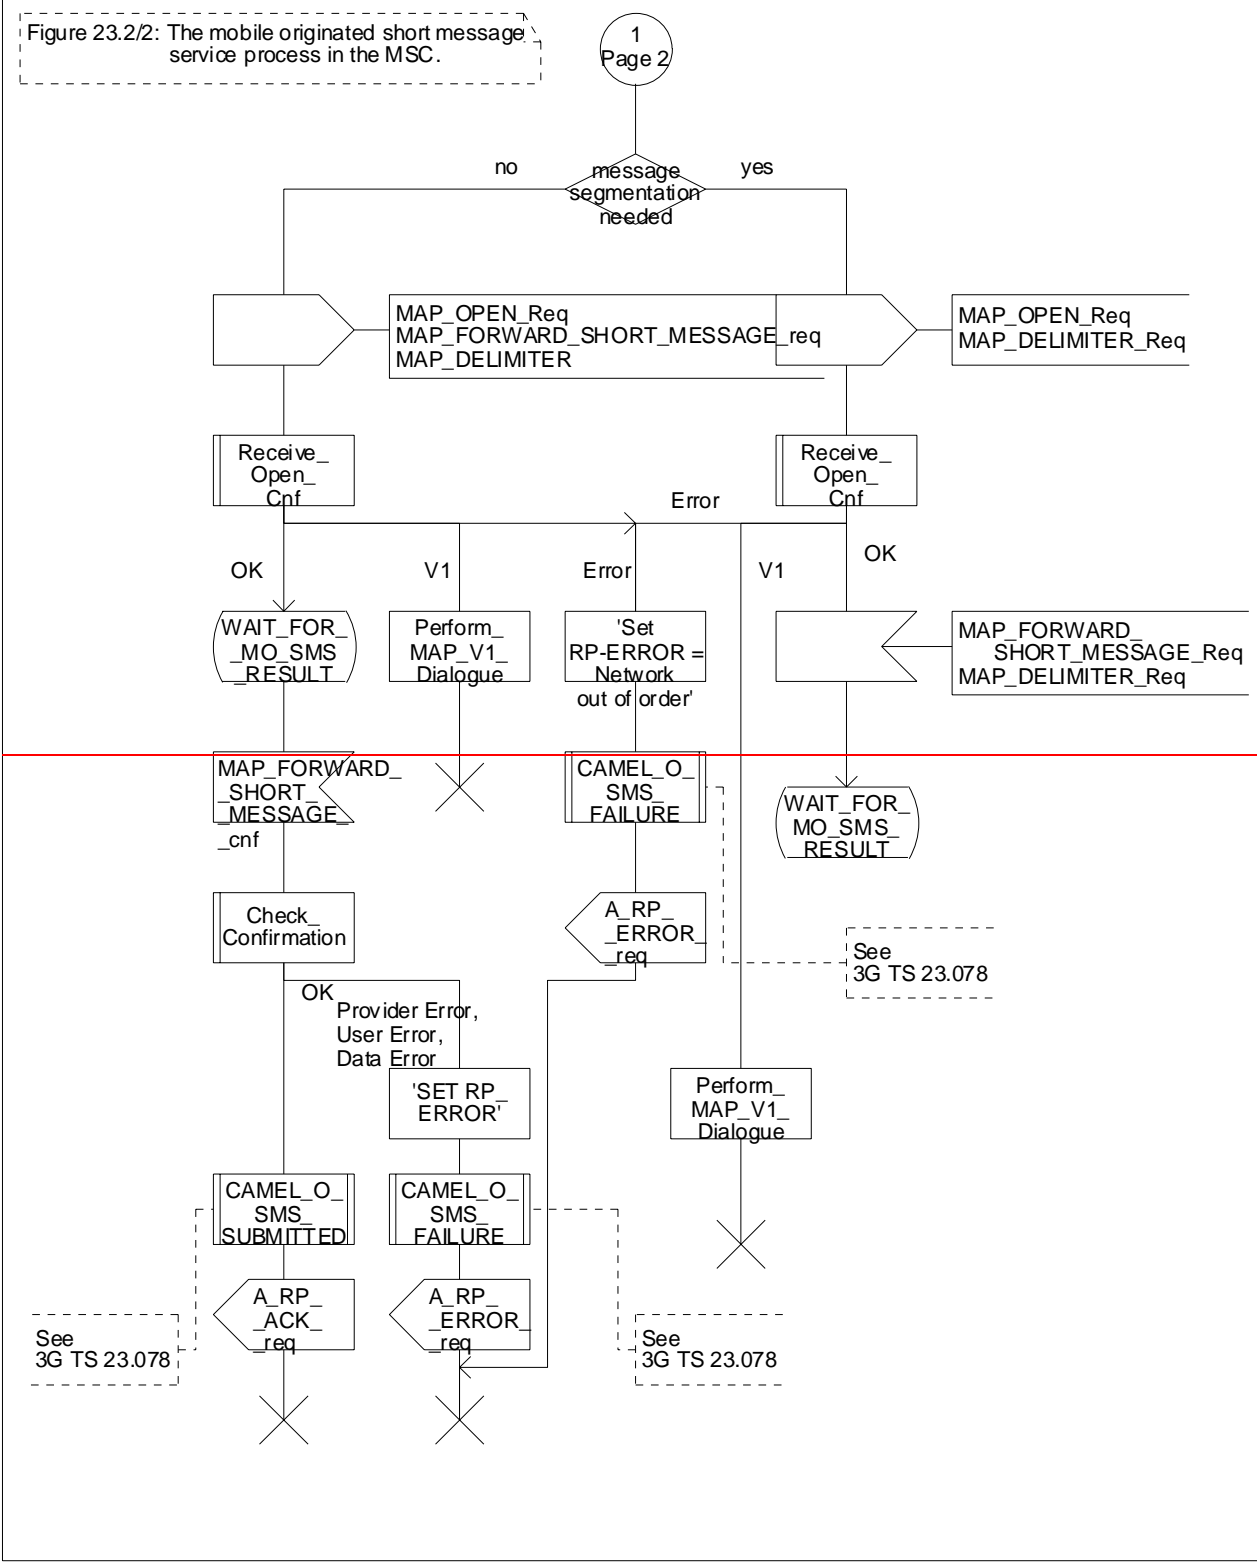 Figure 23.2/2: The mobile originated short message
service process in the MSC.
1
Page 2
no
message
segmentation
needed
yes
MAP_OPEN_Req
MAP_FORWARD_SHORT_MESSAGE_req
MAP_DELIMITER
MAP_OPEN_Req
MAP_DELIMITER_Req
Receive_
Open_
Cnf
Receive_
Open_
Cnf
Error
OK
V1
Error
V1
OK
WAIT_FOR_
_MO_SMS
_RESULT
Perform_
MAP_V1_
Dialogue
'Set
RP-ERROR =
Network
out of order'
MAP_FORWARD_
SHORT_MESSAGE_Req
MAP_DELIMITER_Req
MAP_FORWARD_
_SHORT_
_MESSAGE_
_cnf
CAMEL_O_
SMS_
FAILURE
WAIT_FOR_
MO_SMS_
RESULT
Check_
Confirmation
A_RP_
_ERROR_
_req
See
3G TS 23.078
OK
Provider Error,
User Error,
Data Error
'SET RP_
ERROR'
Perform_
MAP_V1_
Dialogue
CAMEL_O_
SMS_
SUBMITTED
CAMEL_O_
SMS_
FAILURE
A_RP_
_ACK_
_req
A_RP_
_ERROR_
_req
See
3G TS 23.078
See
3G TS 23.078